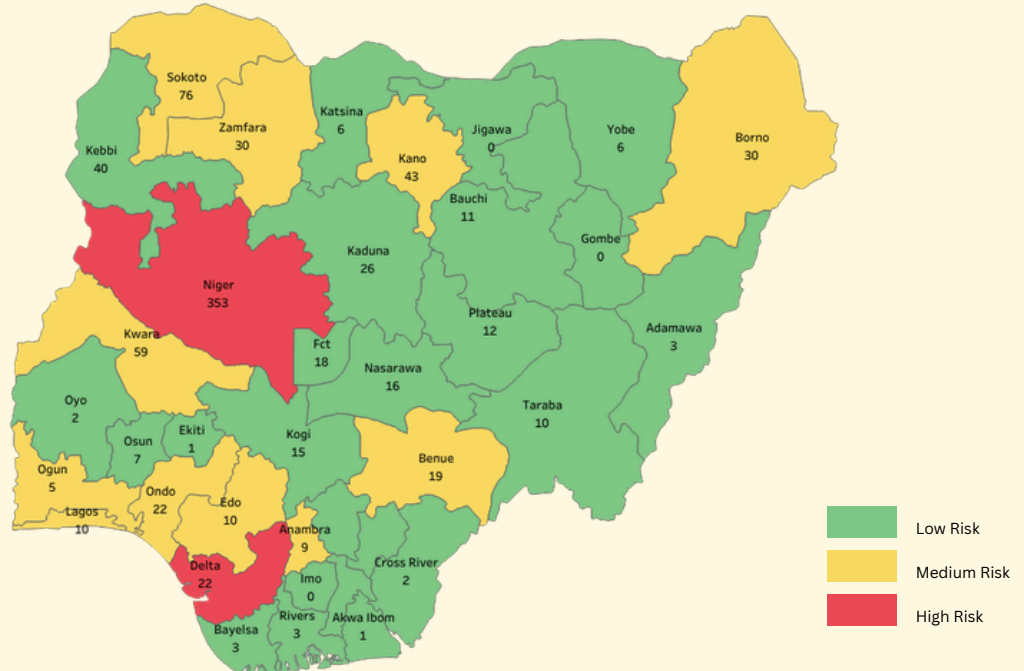 Sokoto
76
Zamfara
30
Katsina
6
Jigawa
0
Yobe
6
Borno
30
Kebbi
40
Kano
43
Bauchi
11
Gombe
0
Kaduna
26
Niger
353
Plateau
12
Adamawa
3
Kwara
59
Fct
18
Nasarawa
16
Oyo
2
Taraba
10
Osun
7
Ekiti
1
Kogi
15
Benue
19
Ogun
5
Ondo
22
Edo
10
Lagos
10
Anambra
9
Delta
22
Cross River
2
Imo
0
Rivers
3
Akwa Ibom
1
Bayelsa
3
Low Risk
Medium Risk
High Risk